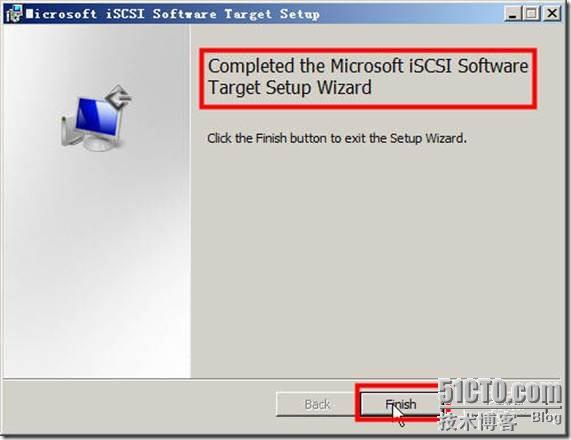 Microsoft iSCSI Software Target Setup
Completed the Microsoft iSCSI Software
Target Setup Wizard
Click the Finish button to exit the Setup Wizard.
Back
Finish
51CTO.com
技术博客
Blog